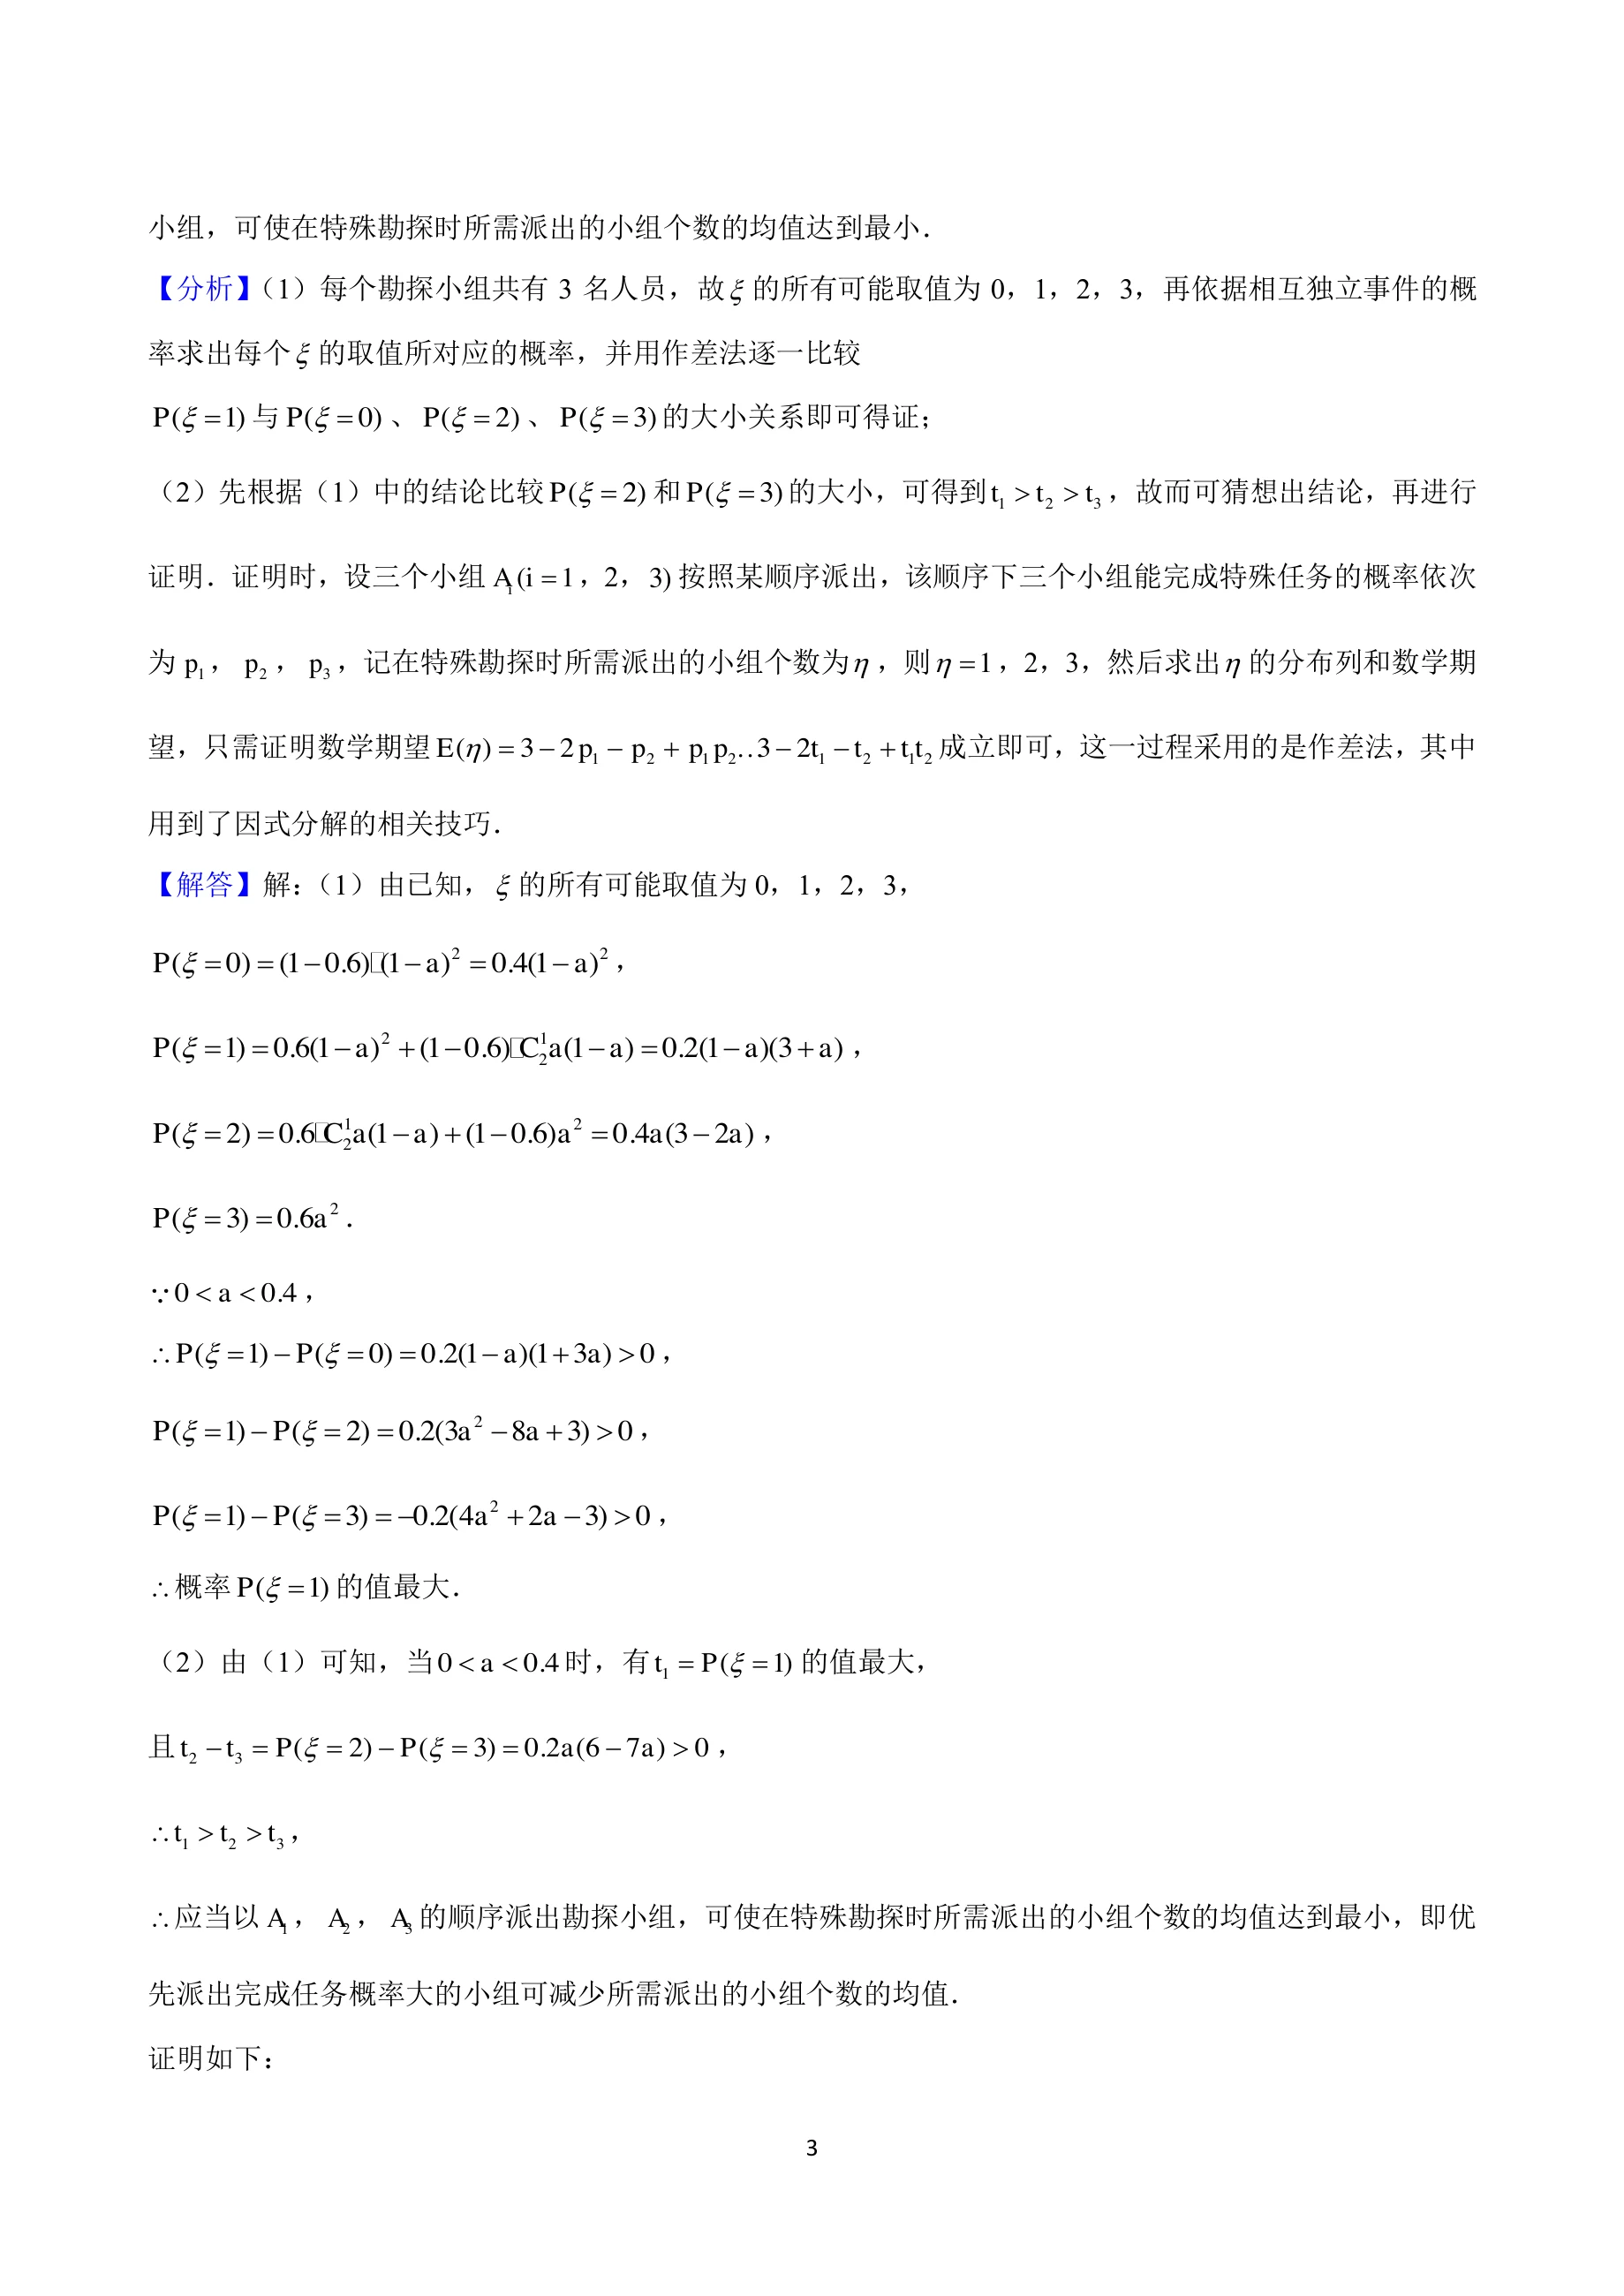 小组，可使在特殊勘探时所需派出的小组个数的均值达到最小．
【分析】（1）每个勘探小组共有 3 名人员，故ξ 的所有可能取值为 0，1，2，3，再依据相互独立事件的概
率求出每个ξ 的取值所对应的概率，并用作差法逐一比较
P(ξ=1) 与 P(ξ=0) 、 P(ξ=2) 、 P(ξ=3) 的大小关系即可得证；
（2）先根据（1）中的结论比较 P(ξ=2) 和 P(ξ=3) 的大小，可得到 t₁ > t₂ > t₃，故而可猜想出结论，再进行
证明．证明时，设三个小组 Aᵢ(i=1，2，3) 按照某顺序派出，该顺序下三个小组能完成特殊任务的概率依次
为 p₁， p₂， p₃，记在特殊勘探时所需派出的小组个数为η，则η=1，2，3，然后求出η 的分布列和数学期
望，只需证明数学期望 E(η)=3−2p₁−p₂+p₁p₂..3−2t₁−t₂+t₁t₂ 成立即可，这一过程采用的是作差法，其中
用到了因式分解的相关技巧．
【解答】解：（1）由已知，ξ 的所有可能取值为 0，1，2，3，
P(ξ=0)=(1−0.6)□(1−a)²=0.4(1−a)²，
P(ξ=1)=0.6(1−a)²+(1−0.6)□C₂¹a(1−a)=0.2(1−a)(3+a)，
P(ξ=2)=0.6□C₂¹a(1−a)+(1−0.6)a²=0.4a(3−2a)，
P(ξ=3)=0.6a²．
∵0<a<0.4，
∴P(ξ=1)−P(ξ=0)=0.2(1−a)(1+3a)>0，
P(ξ=1)−P(ξ=2)=0.2(3a²−8a+3)>0，
P(ξ=1)−P(ξ=3)=−0.2(4a²+2a−3)>0，
∴概率 P(ξ=1) 的值最大．
（2）由（1）可知，当 0<a<0.4 时，有 t₁=P(ξ=1) 的值最大，
且 t₂−t₃=P(ξ=2)−P(ξ=3)=0.2a(6−7a)>0，
∴t₁>t₂>t₃，
∴应当以 A₁， A₂， A₃ 的顺序派出勘探小组，可使在特殊勘探时所需派出的小组个数的均值达到最小，即优
先派出完成任务概率大的小组可减少所需派出的小组个数的均值．
证明如下：
3